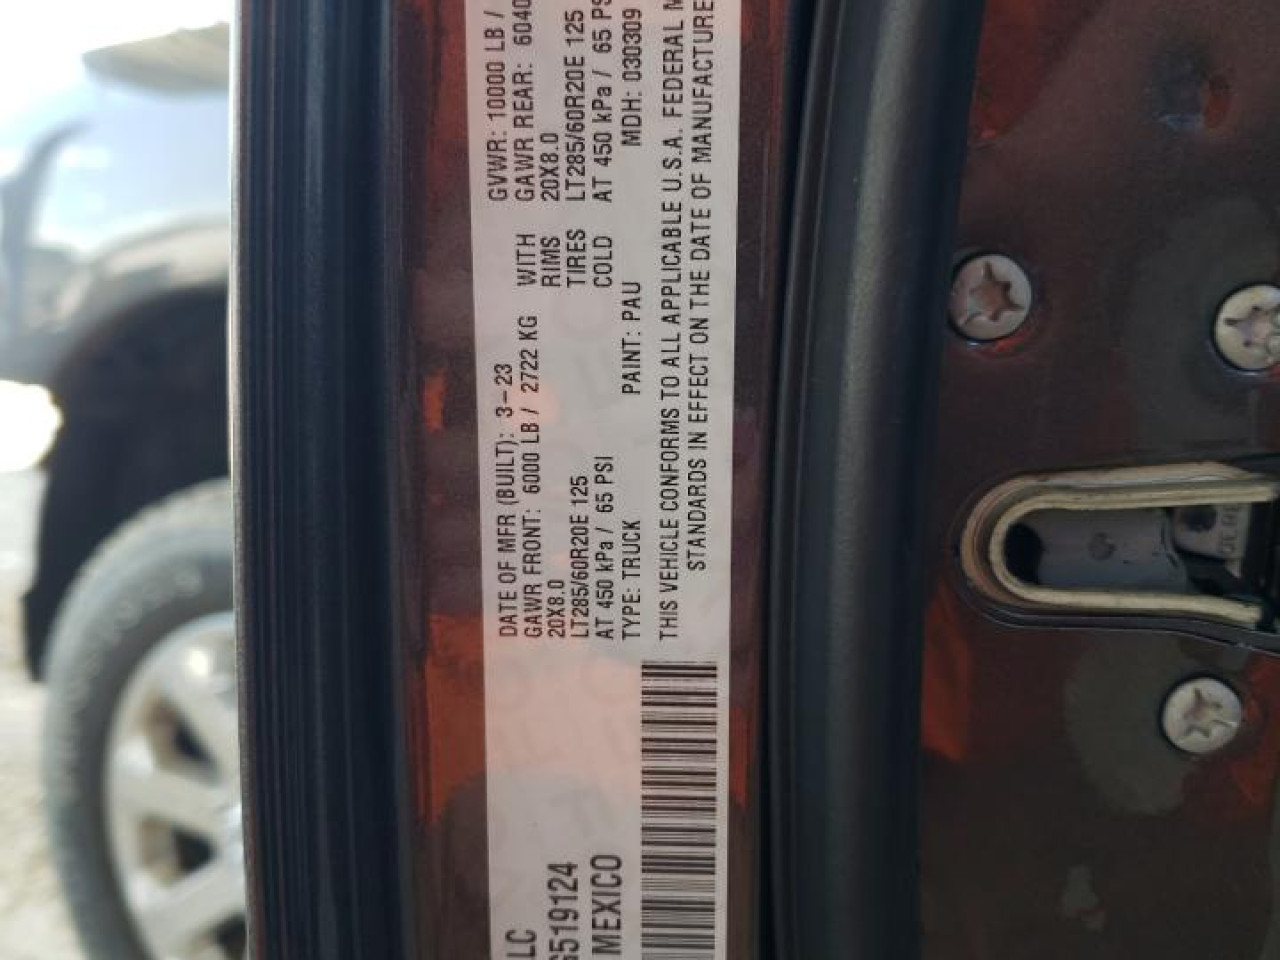 LC
G519124
MEXICO
DATE OF MFR (BUILT): 3-23
GVWR: 10000 LB /
GAWR FRONT: 6000 LB / 2722 KG WITH
GAWR REAR: 6040
20X8.0 RIMS 20X8.0
LT285/60R20E 125 TIRES LT285/60R20E 125
AT 450 kPa / 65 PSI COLD AT 450 kPa / 65 PS
TYPE: TRUCK PAINT: PAU MDH: 030309
THIS VEHICLE CONFORMS TO ALL APPLICABLE U.S.A. FEDERAL M
STANDARDS IN EFFECT ON THE DATE OF MANUFACTURE